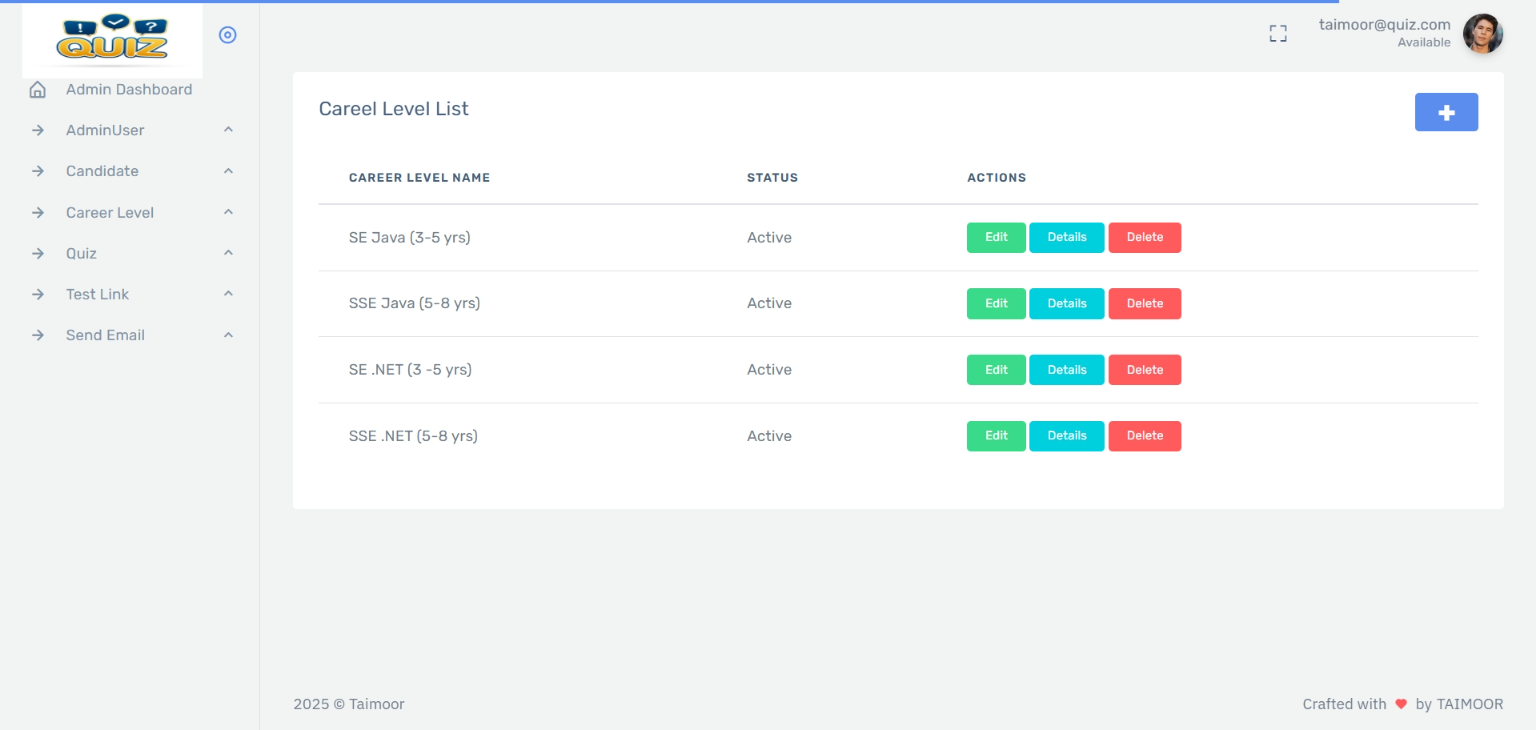 ! ?
QUIZ
taimoor@quiz.com
Available
Admin Dashboard
AdminUser
Candidate
Career Level
Quiz
Test Link
Send Email
Careel Level List
CAREER LEVEL NAME STATUS ACTIONS
SE Java (3-5 yrs) Active Edit Details Delete
SSE Java (5-8 yrs) Active Edit Details Delete
SE .NET (3 -5 yrs) Active Edit Details Delete
SSE .NET (5-8 yrs) Active Edit Details Delete
2025 © Taimoor
Crafted with ♥ by TAIMOOR